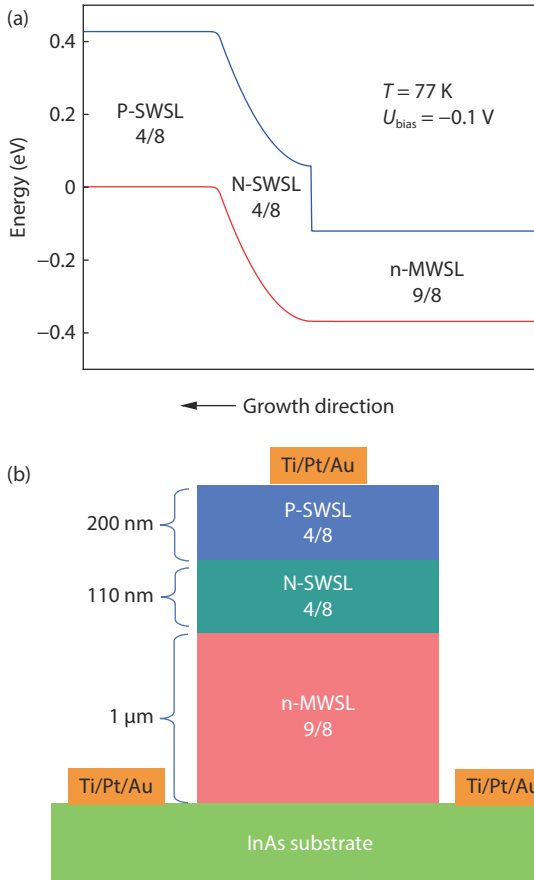 (a)
0.4
0.2
0
−0.2
−0.4
Energy (eV)
P-SWSL
4/8
N-SWSL
4/8
T = 77 K
U_bias = −0.1 V
n-MWSL
9/8
Growth direction
(b)
Ti/Pt/Au
200 nm
P-SWSL
4/8
110 nm
N-SWSL
4/8
1 μm
n-MWSL
9/8
Ti/Pt/Au
Ti/Pt/Au
InAs substrate